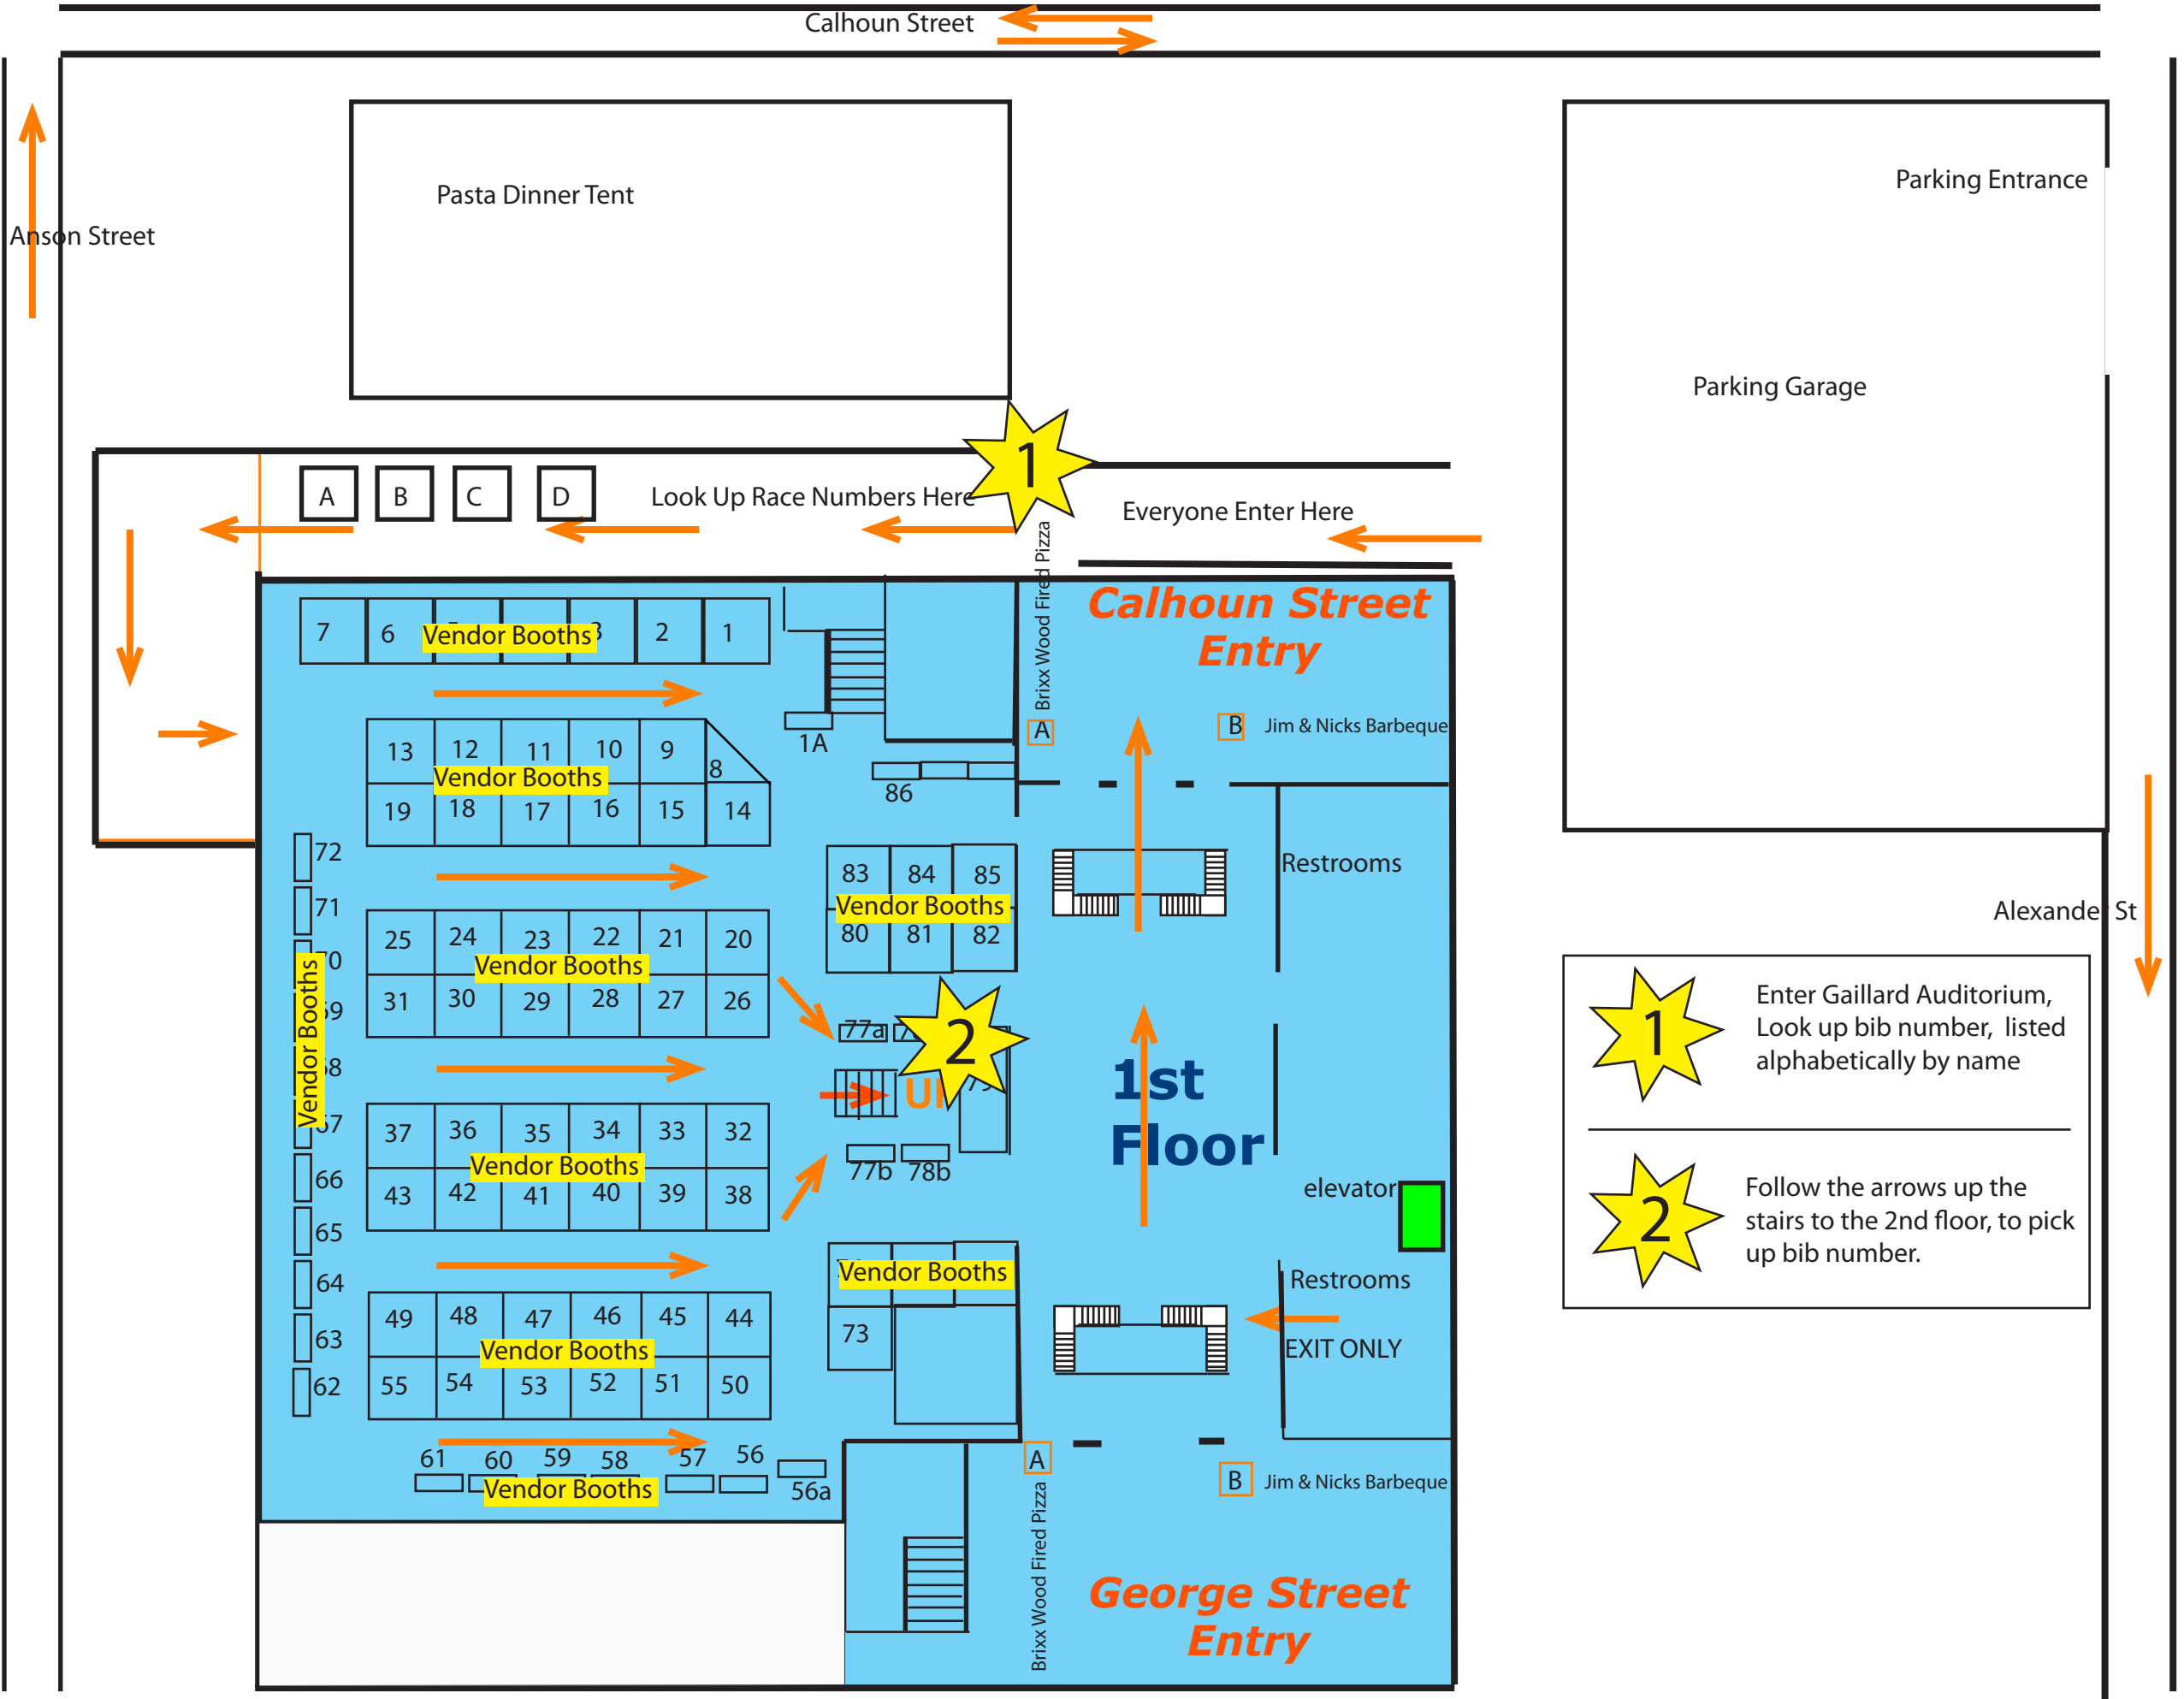 Calhoun Street
Anson Street
Pasta Dinner Tent
Parking Entrance
Parking Garage
1
A B C D
Look Up Race Numbers Here
Everyone Enter Here
Brixx Wood Fired Pizza
Calhoun Street
Entry
7 6 2 1
Vendor Booths
A
B Jim & Nicks Barbeque
1A
86
13 12 11 10 9 8
Vendor Booths
19 18 17 16 15 14
72
71
70
67
66
65
64
63
62
Vendor Booths
83 84 85
Vendor Booths
80 81 82
Restrooms
Alexander St
25 24 23 22 21 20
Vendor Booths
31 30 29 28 27 26
77a
2
77b 78b
1st
Floor
37 36 35 34 33 32
Vendor Booths
43 42 41 40 39 38
elevator
Vendor Booths
73
Restrooms
EXIT ONLY
49 48 47 46 45 44
Vendor Booths
55 54 53 52 51 50
61 60 59 58 57 56
Vendor Booths
56a
A
B Jim & Nicks Barbeque
Brixx Wood Fired Pizza
George Street
Entry
1
Enter Gaillard Auditorium,
Look up bib number, listed
alphabetically by name
2
Follow the arrows up the
stairs to the 2nd floor, to pick
up bib number.